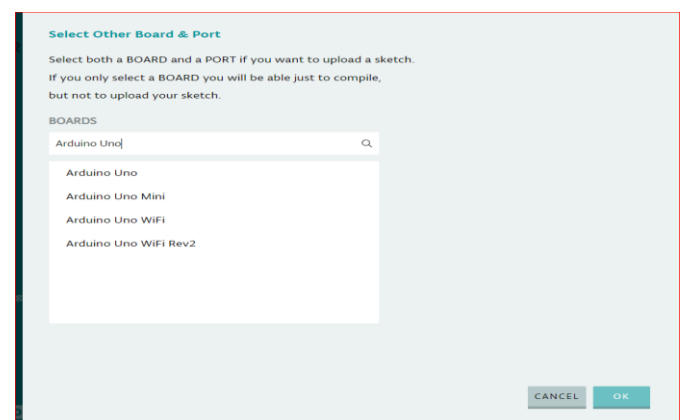 Select Other Board & Port
Select both a BOARD and a PORT if you want to upload a sketch.
If you only select a BOARD you will be able just to compile,
but not to upload your sketch.
BOARDS
Arduino Uno
Arduino Uno
Arduino Uno Mini
Arduino Uno WiFi
Arduino Uno WiFi Rev2
CANCEL
OK